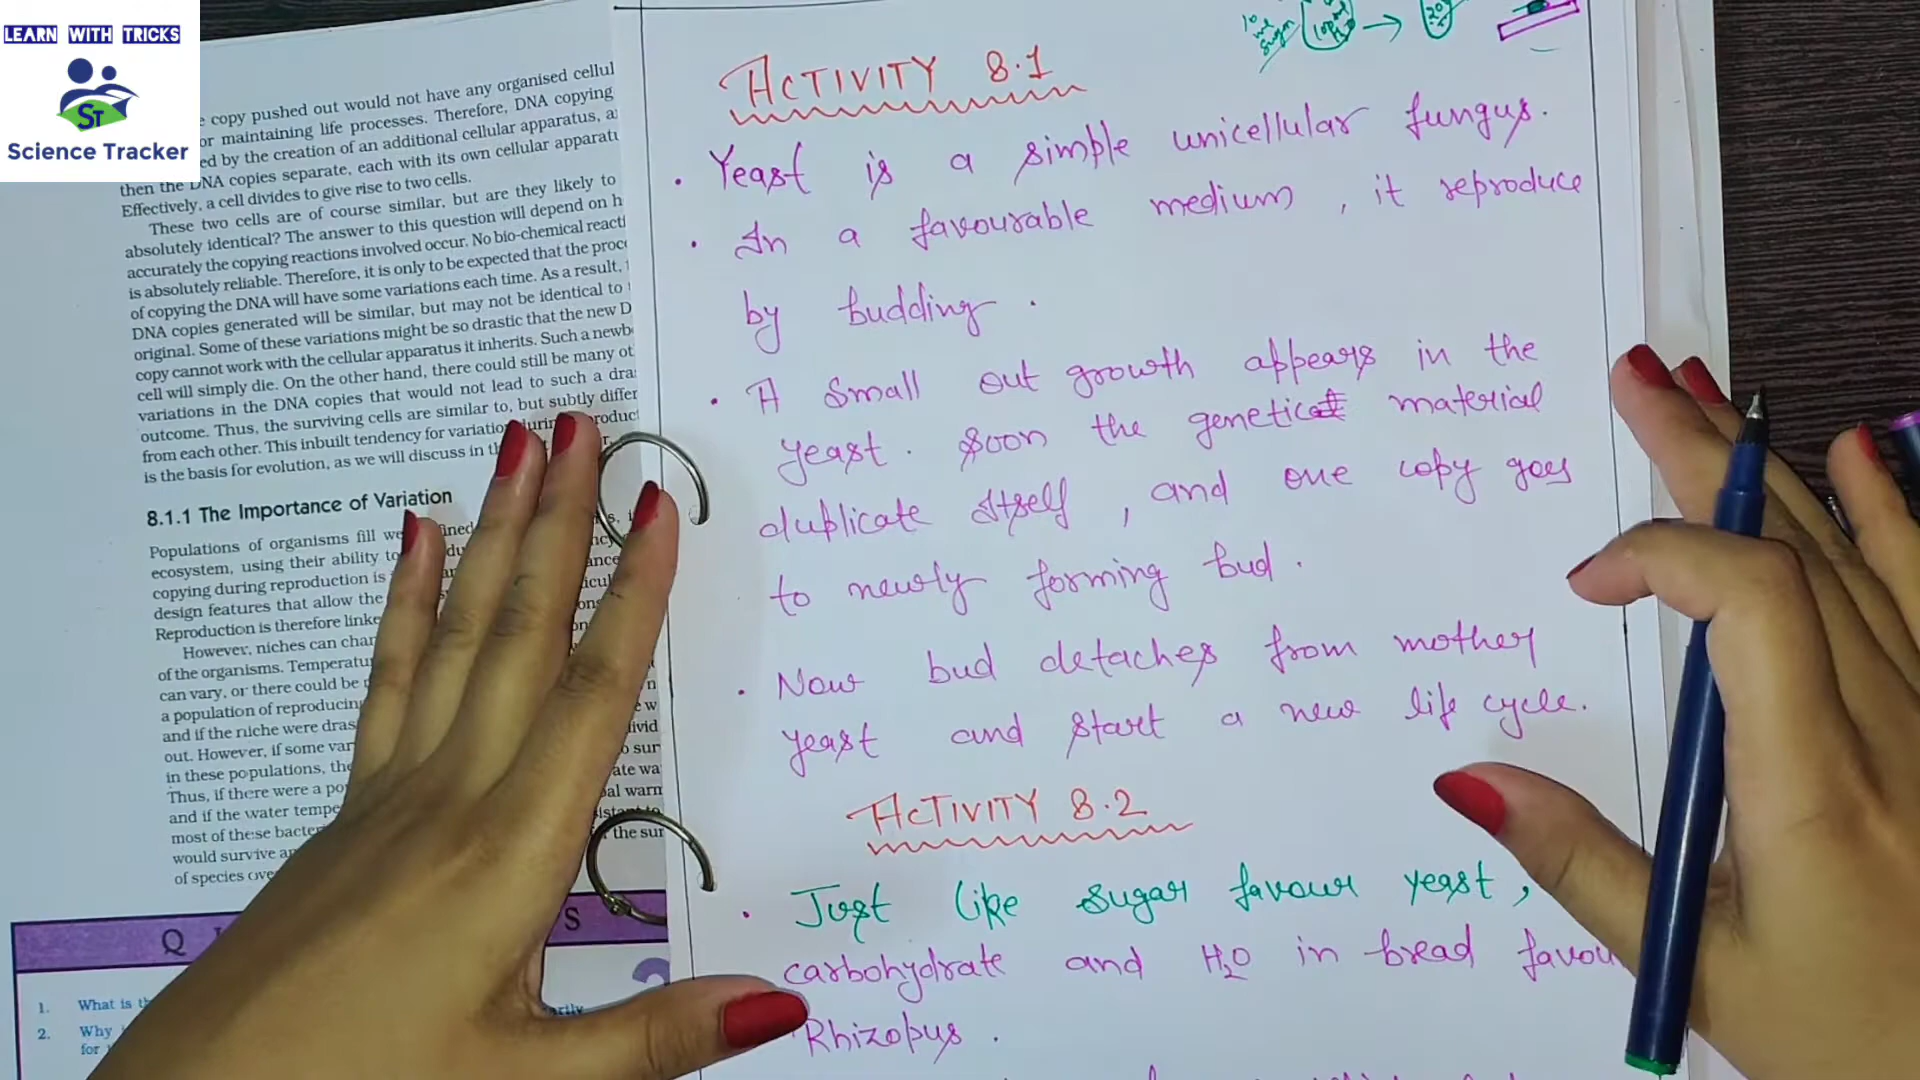 LEARN WITH TRICKS
ST
Science Tracker
copy pushed out would not have any organised cellul
or maintaining life processes. Therefore, DNA copying
ed by the creation of an additional cellular apparatus, a
then the DNA copies separate, each with its own cellular apparatu
Effectively, a cell divides to give rise to two cells.
These two cells are of course similar, but are they likely to
absolutely identical? The answer to this question will depend on h
accurately the copying reactions involved occur. No bio-chemical reacti
is absolutely reliable. Therefore, it is only to be expected that the proc
of copying the DNA will have some variations each time. As a result,
DNA copies generated will be similar, but may not be identical to
original. Some of these variations might be so drastic that the new D
copy cannot work with the cellular apparatus it inherits. Such a newb
cell will simply die. On the other hand, there could still be many ot
variations in the DNA copies that would not lead to such a dra
outcome. Thus, the surviving cells are similar to, but subtly differ
from each other. This inbuilt tendency for variation during reproduc
is the basis for evolution, as we will discuss in th
8.1.1 The Importance of Variation
Populations of organisms fill we fined
ecosystem, using their ability to
copying during reproduction is
design features that allow the
Reproduction is therefore linke
However, niches can chan
of the organisms. Temperatu
can vary, or there could be
a population of reproducin
and if the niche were dras
out. However, if some var
in these populations, the
Thus, if there were a po
and if the water tempe
most of these bacter
would survive an
of species ove
the sur
Q S
1. What is th
2. Why
for
ACTIVITY 8.1
• Yeast is a simple unicellular fungus.
• In a favourable medium, it reproduce
by budding.
• A small out growth appears in the
yeast. Soon the genetic material
duplicate itself, and one copy goes
to newly forming bud.
• Now bud detaches from mother
yeast and start a new life cycle.
ACTIVITY 8.2
• Just like sugar favour yeast,
carbohydrate and H₂O in bread favou
Rhizopus.